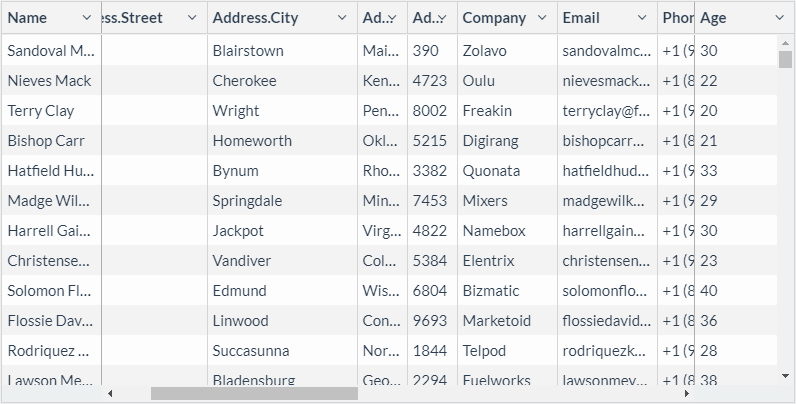 Name ess.Street Address.City Ad... Ad... Company Email Phor Age
Sandoval M... Blairstown Mai... 390 Zolavo sandovalmc... +1 (9 30
Nieves Mack Cherokee Ken... 4723 Oulu nievesmack... +1 (8 22
Terry Clay Wright Pen... 8002 Freakin terryclay@f... +1 (9 20
Bishop Carr Homeworth Okl... 5215 Digirang bishopcarr... +1 (8 21
Hatfield Hu... Bynum Rho... 3382 Quonata hatfieldhud... +1 (9 33
Madge Wil... Springdale Min... 7453 Mixers madgewilk... +1 (9 29
Harrell Gai... Jackpot Virg... 4822 Namebox harrellgain... +1 (9 30
Christense... Vandiver Col... 5384 Elentrix christensen... +1 (9 23
Solomon Fl... Edmund Wis... 6804 Bizmatic solomonflo... +1 (8 40
Flossie Dav... Linwood Con... 9693 Marketoid flossiedavid... +1 (8 36
Rodriquez ... Succasunna Nor... 1844 Telpod rodriquezk... +1 (9 28
Lawson Me... Bladensburg Geo... 2294 Fuelworks lawsonmey... +1 (8 38